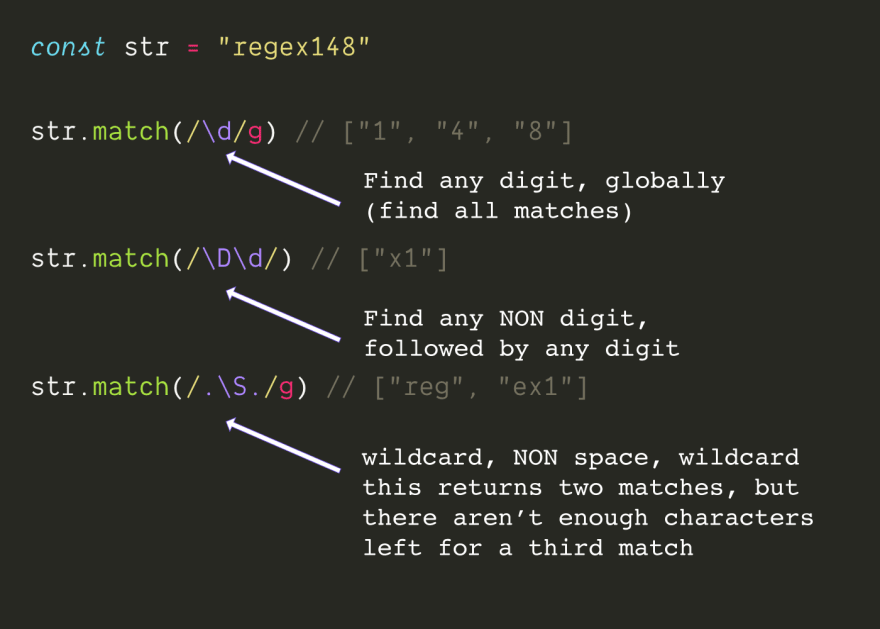 const str = "regex148"
str.match(/\d/g) // ["1", "4", "8"]
Find any digit, globally
(find all matches)
str.match(/\D\d/) // ["x1"]
Find any NON digit,
followed by any digit
str.match(/.\S./g) // ["reg", "ex1"]
wildcard, NON space, wildcard
this returns two matches, but
there aren’t enough characters
left for a third match